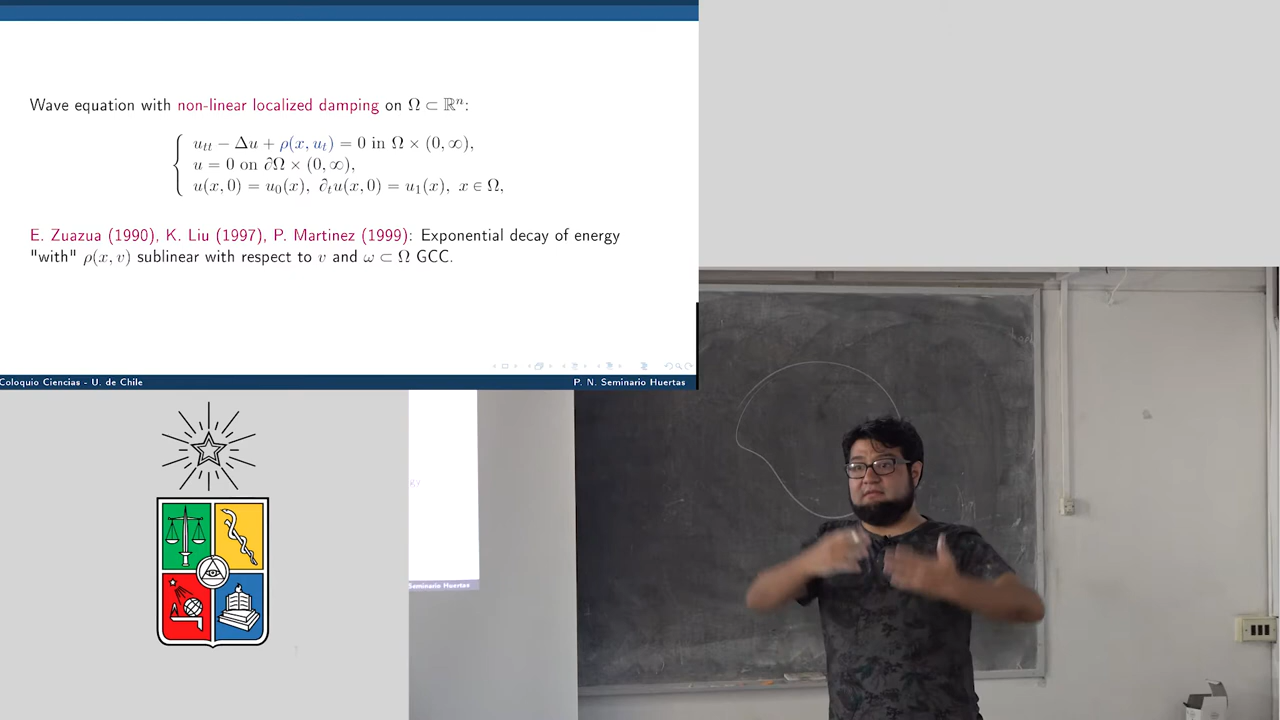 Wave equation with non-linear localized damping on Ω ⊂ ℝⁿ:
u_tt − Δu + ρ(x, u_t) = 0 in Ω × (0, ∞),
u = 0 on ∂Ω × (0, ∞),
u(x, 0) = u₀(x), ∂_t u(x, 0) = u₁(x), x ∈ Ω,
E. Zuazua (1990), K. Liu (1997), P. Martinez (1999): Exponential decay of energy
"with" ρ(x, v) sublinear with respect to v and ω ⊂ Ω GCC.
Coloquio Ciencias - U. de Chile P. N. Seminario Huertas
Seminario Huertas